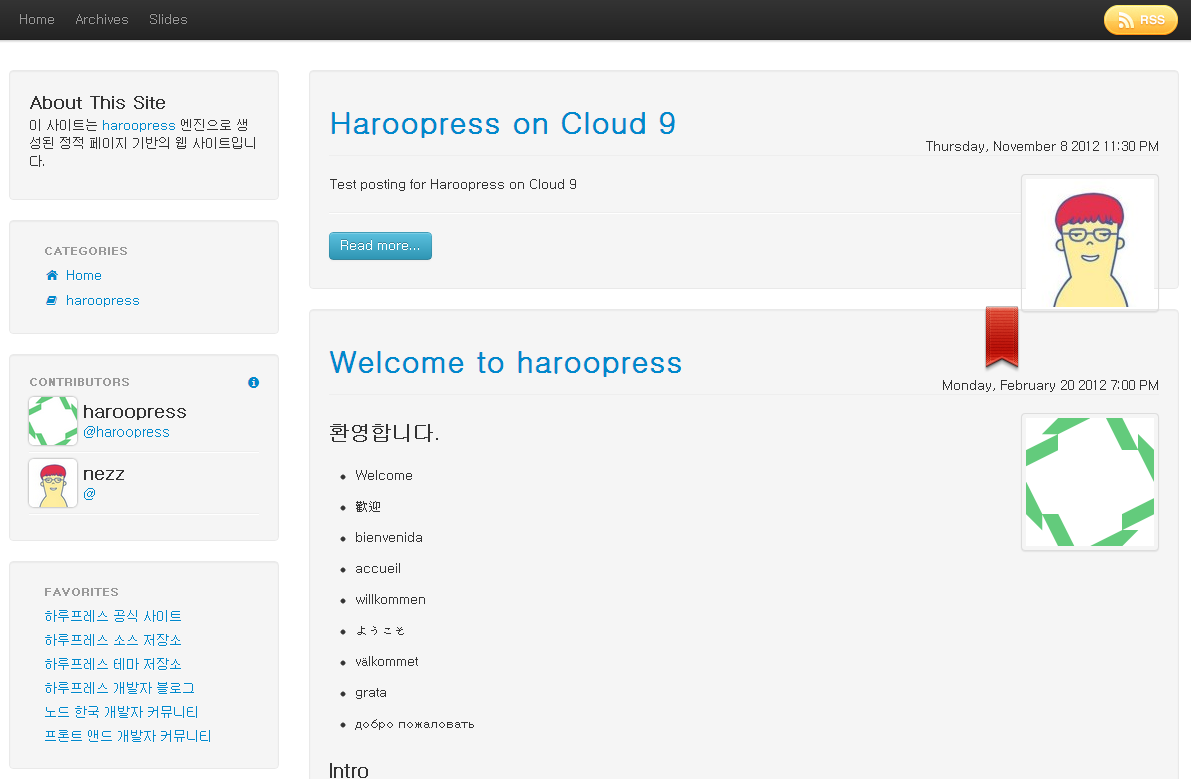 Home Archives Slides RSS
About This Site
이 사이트는 haroopress 엔진으로 생
성된 정적 페이지 기반의 웹 사이트입니
다.
CATEGORIES
Home
haroopress
CONTRIBUTORS
haroopress
@haroopress
nezz
@
FAVORITES
하루프레스 공식 사이트
하루프레스 소스 저장소
하루프레스 테마 저장소
하루프레스 개발자 블로그
노드 한국 개발자 커뮤니티
프론트 앤드 개발자 커뮤니티
Haroopress on Cloud 9
Thursday, November 8 2012 11:30 PM
Test posting for Haroopress on Cloud 9
Read more...
Welcome to haroopress
Monday, February 20 2012 7:00 PM
환영합니다.
Welcome
歡迎
bienvenida
accueil
willkommen
ようこそ
välkommet
grata
добро пожаловать
Intro